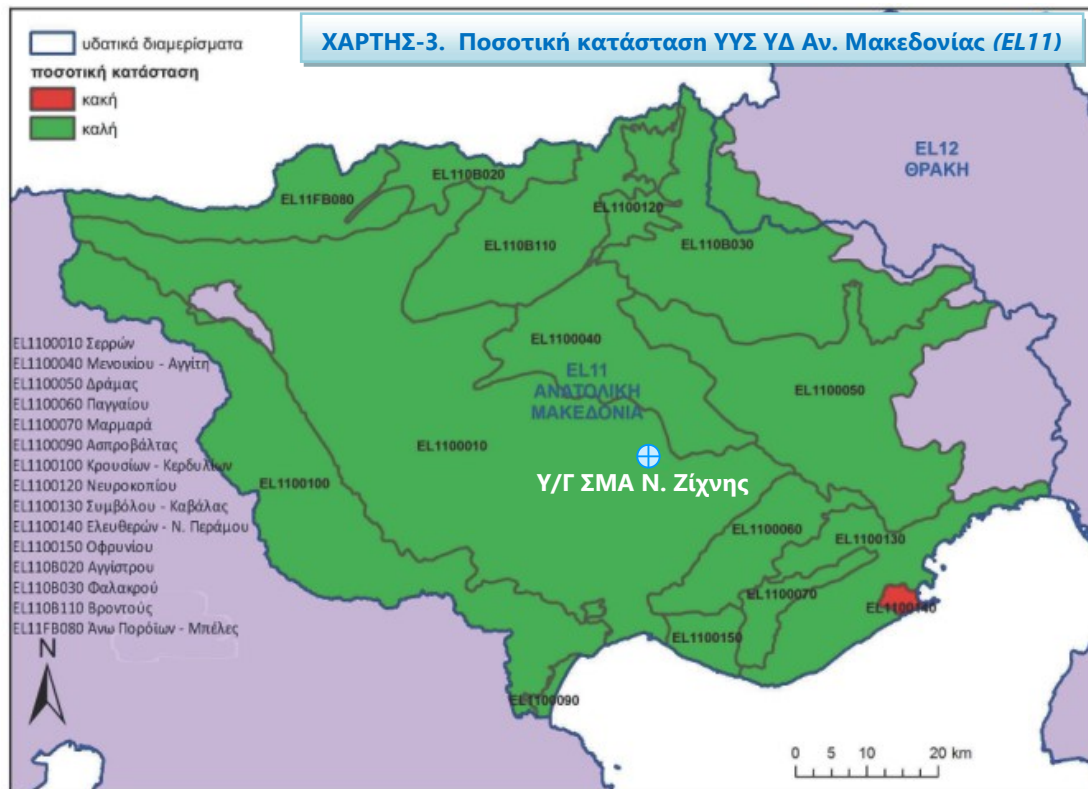 ΧΑΡΤΗΣ-3. Ποσοτική κατάσταση ΥΥΣ ΥΔ Αν. Μακεδονίας (EL11)
υδατικά διαμερίσματα
ποσοτική κατάσταση
κακή
καλή
EL12
ΘΡΑΚΗ
EL110B020
EL11FB080
EL1100120
EL110B110
EL110B030
EL1100040
EL11
ΑΝΑΤΟΛΙΚΗ
ΜΑΚΕΔΟΝΙΑ
EL1100050
EL1100010
Υ/Γ ΣΜΑ Ν. Ζίχνης
EL1100100
EL1100060
EL1100130
EL1100070
EL1100140
EL1100150
EL1100090
EL1100010 Σερρών
EL1100040 Μενοικίου - Αγγίτη
EL1100050 Δράμας
EL1100060 Παγγαίου
EL1100070 Μαρμαρά
EL1100090 Ασπροβάλτας
EL1100100 Κρουσίων - Κερδυλίων
EL1100120 Νευροκοπίου
EL1100130 Συμβόλου - Καβάλας
EL1100140 Ελευθερών - Ν. Περάμου
EL1100150 Οφρυνίου
EL110B020 Αγγίστρου
EL110B030 Φαλακρού
EL110B110 Βροντούς
EL11FB080 Άνω Πορόϊων - Μπέλες
N
0 5 10 20 km